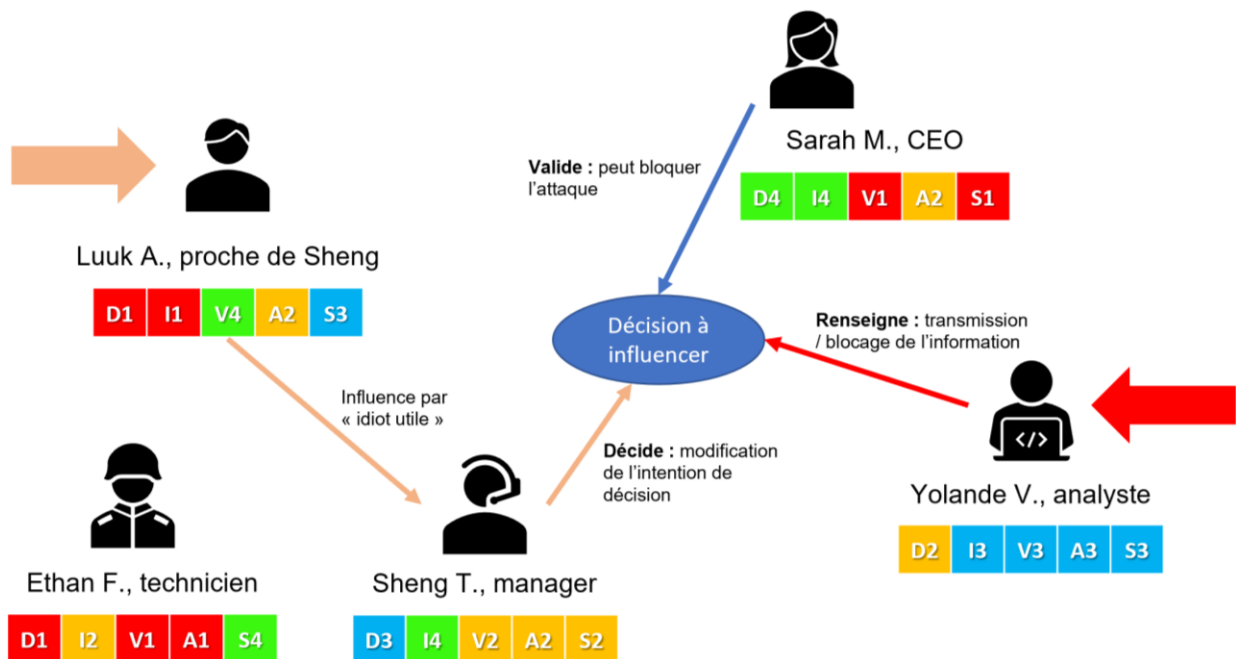 Sarah M., CEO
D4 I4 V1 A2 S1
Valide : peut bloquer
l'attaque
Luuk A., proche de Sheng
D1 I1 V4 A2 S3
Décision à
influencer
Renseigne : transmission
/ blocage de l'information
Influence par
« idiot utile »
Décide : modification
de l'intention de
décision
</>
Yolande V., analyste
D2 I3 V3 A3 S3
Ethan F., technicien
D1 I2 V1 A1 S4
Sheng T., manager
D3 I4 V2 A2 S2